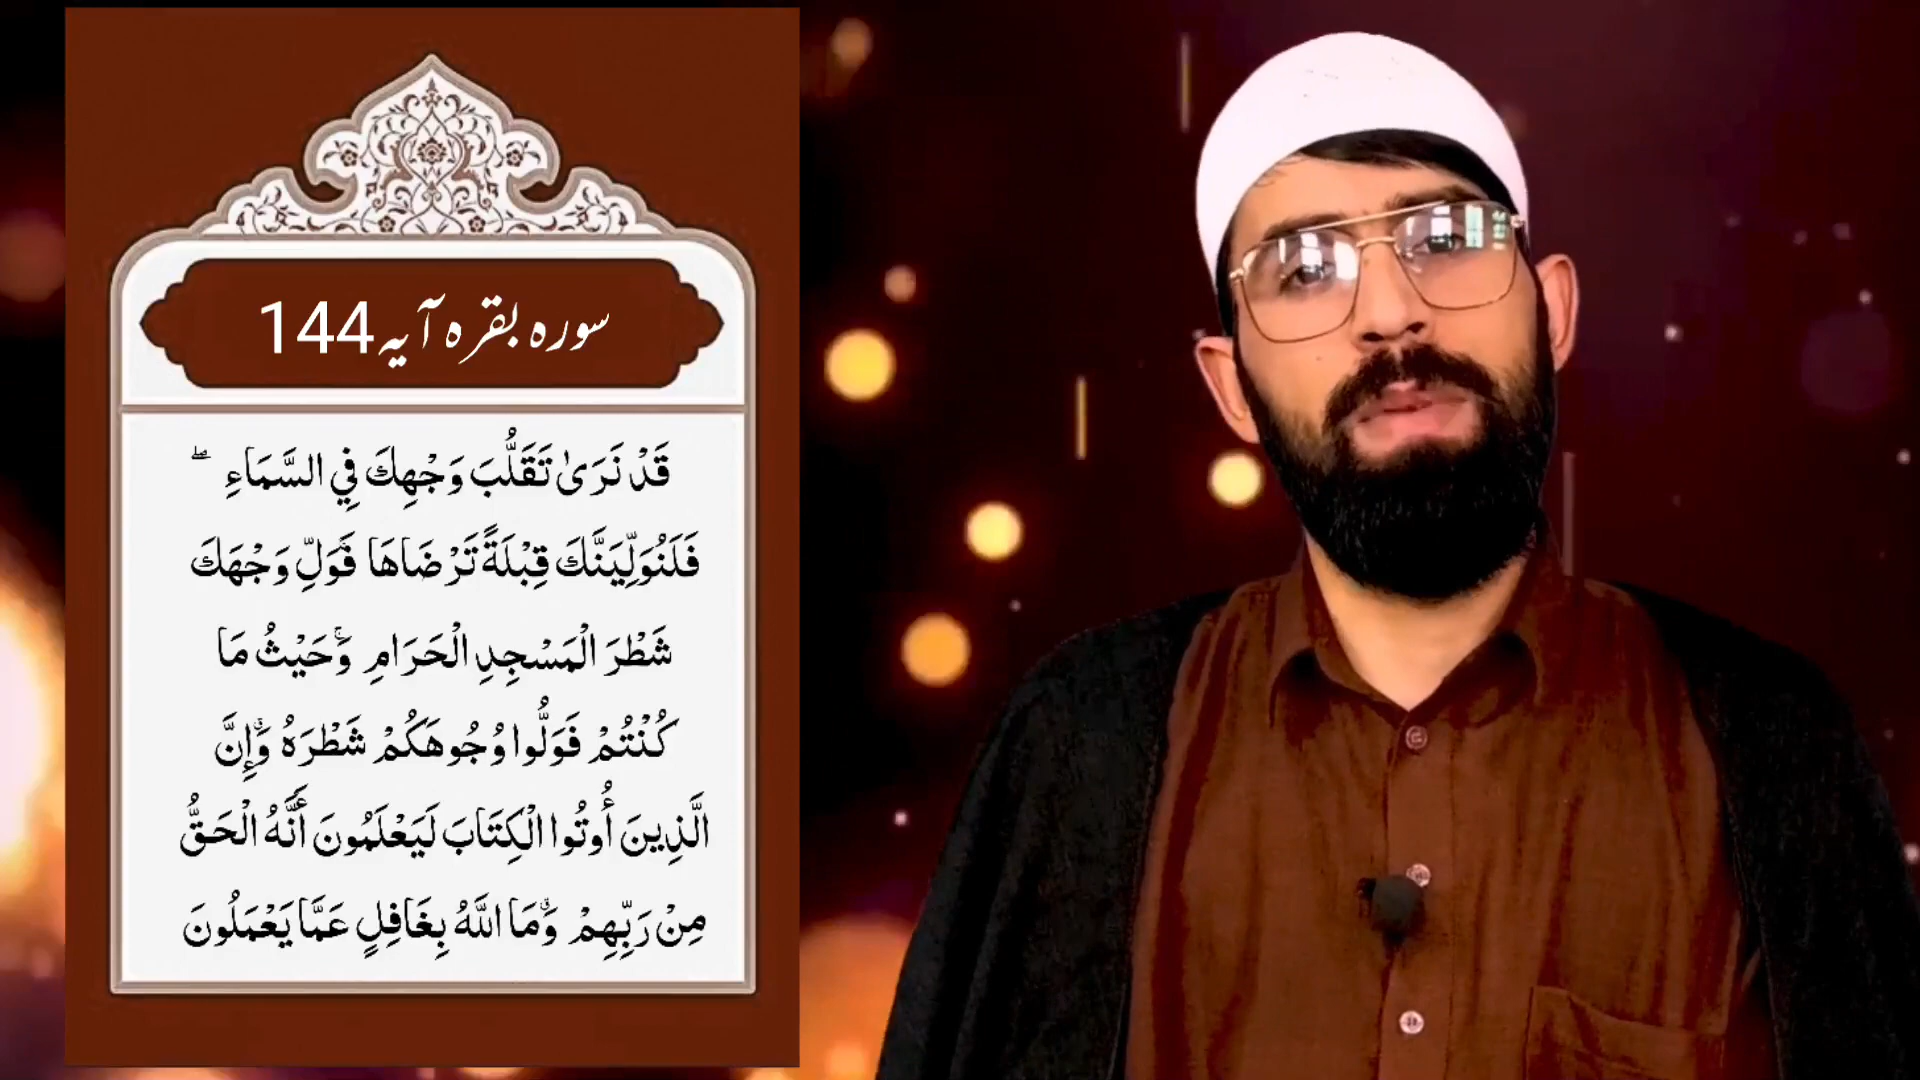 سوره بقره آیه 144
قَدْ نَرَىٰ تَقَلُّبَ وَجْهِكَ فِي السَّمَاءِ ۖ
فَلَنُوَلِّيَنَّكَ قِبْلَةً تَرْضَاهَا ۚ فَوَلِّ وَجْهَكَ
شَطْرَ الْمَسْجِدِ الْحَرَامِ ۚ وَحَيْثُ مَا
كُنْتُمْ فَوَلُّوا وُجُوهَكُمْ شَطْرَهُ ۗ وَإِنَّ
الَّذِينَ أُوتُوا الْكِتَابَ لَيَعْلَمُونَ أَنَّهُ الْحَقُّ
مِنْ رَبِّهِمْ ۗ وَمَا اللَّهُ بِغَافِلٍ عَمَّا يَعْمَلُونَ